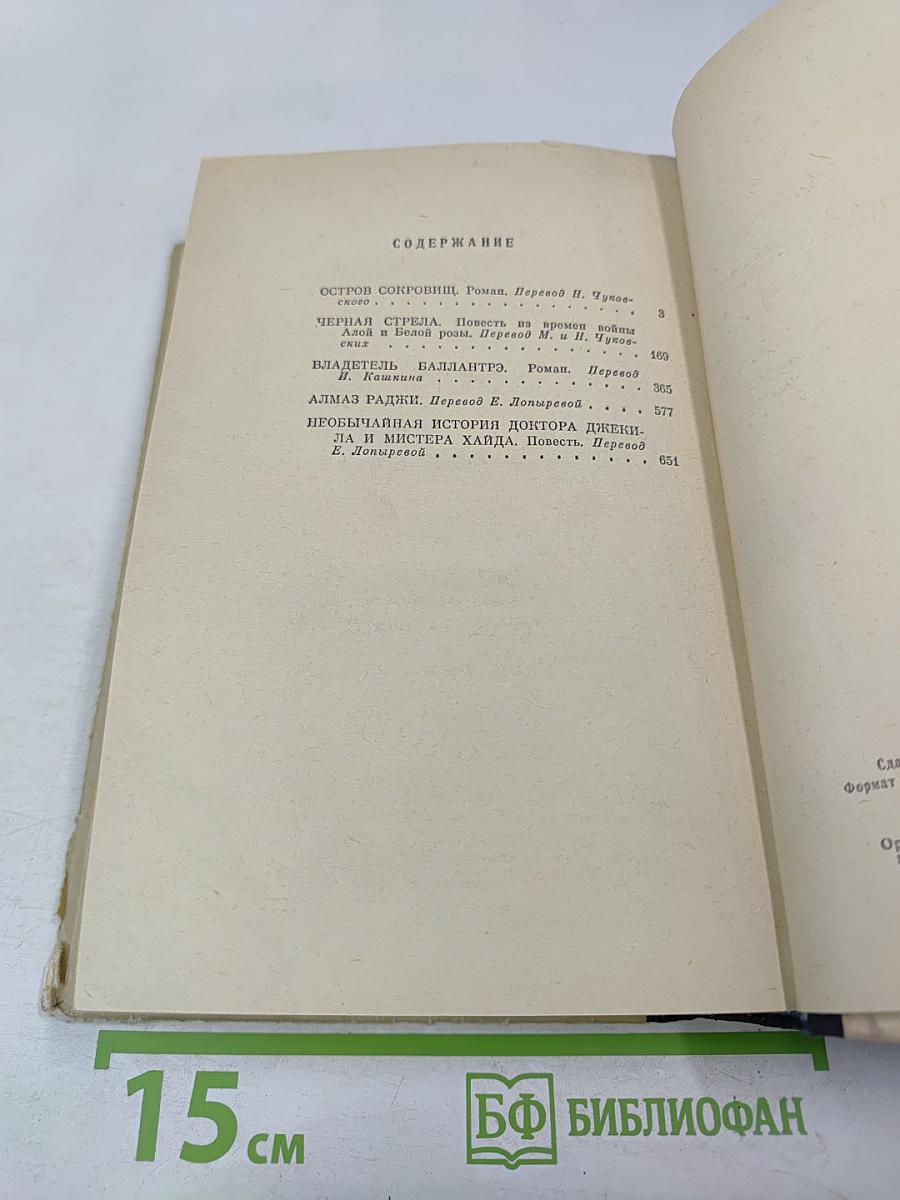 СОДЕРЖАНИЕ
ОСТРОВ СОКРОВИЩ. Роман. Перевод Н. Чуков-
ского . . . . . . . . . . . . . . . . 3
ЧЕРНАЯ СТРЕЛА. Повесть из времен войны
Алой и Белой розы. Перевод М. и Н. Чуков-
ских . . . . . . . . . . . . . . . 169
ВЛАДЕТЕЛЬ БАЛЛАНТРЭ. Роман. Перевод
И. Кашкина . . . . . . . . . . . . . 365
АЛМАЗ РАДЖИ. Перевод Е. Лопыревой . . . . 577
НЕОБЫЧАЙНАЯ ИСТОРИЯ ДОКТОРА ДЖЕКИ-
ЛА И МИСТЕРА ХАЙДА. Повесть. Перевод
Е. Лопыревой . . . . . . . . . . . . . 651
Сда
Формат
Ор
15 см
БФ БИБЛИОФАН